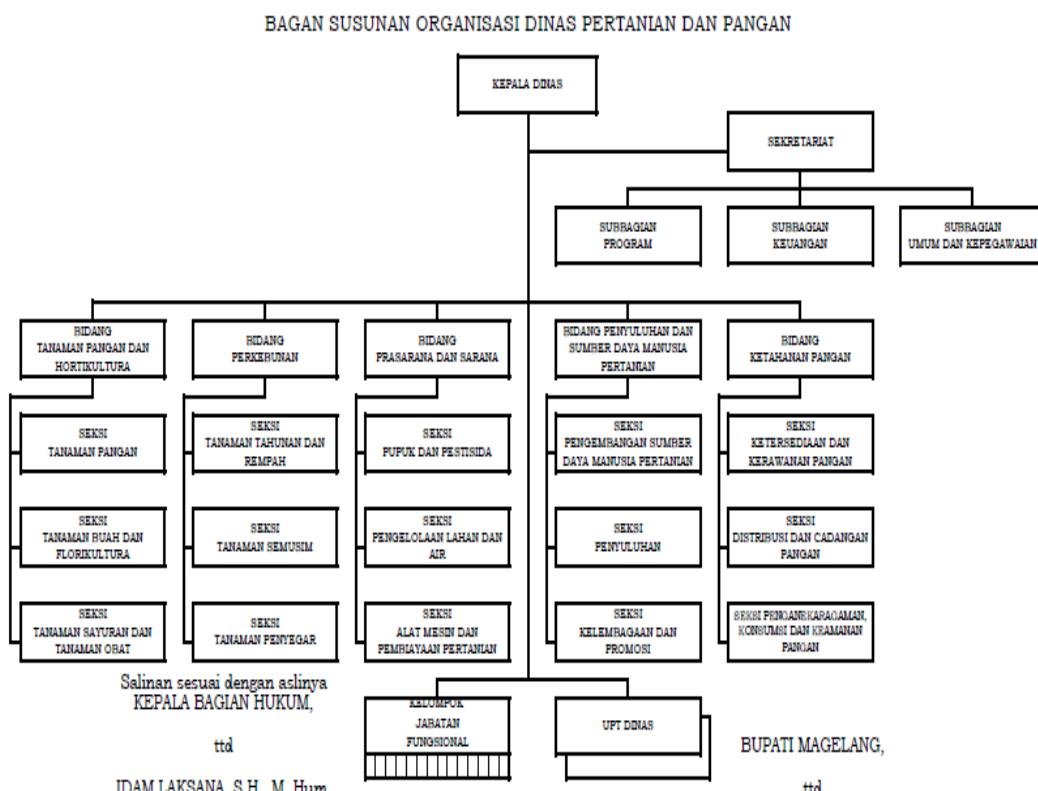 BAGAN SUSUNAN ORGANISASI DINAS PERTANIAN DAN PANGAN
KEPALA DINAS
SEKRETARIAT
SUBBAGIAN
PROGRAM
SUBBAGIAN
KEUANGAN
SUBBAGIAN
UMUM DAN KEPEGAWAIAN
BIDANG
TANAMAN PANGAN DAN
HORTIKULTURA
BIDANG
PERKEBUNAN
BIDANG
PRASARANA DAN SARANA
BIDANG PENYULUHAN DAN
SUMBER DAYA MANUSIA
PERTANIAN
BIDANG
KETAHANAN PANGAN
SEKSI
TANAMAN PANGAN
SEKSI
TANAMAN TAHUNAN DAN
REMPAH
SEKSI
PUPUK DAN PESTISIDA
SEKSI
PENGEMBANGAN SUMBER
DAYA MANUSIA PERTANIAN
SEKSI
KETERSEDIAAN DAN
KERAWANAN PANGAN
SEKSI
TANAMAN BUAH DAN
FLORIKULTURA
SEKSI
TANAMAN SEMUSIM
SEKSI
PENGELOLAAN LAHAN DAN
AIR
SEKSI
PENYULUHAN
SEKSI
DISTRIBUSI DAN CADANGAN
PANGAN
SEKSI
TANAMAN SAYURAN DAN
TANAMAN OBAT
SEKSI
TANAMAN PENYEGAR
SEKSI
ALAT MESIN DAN
PEMBIAYAAN PERTANIAN
SEKSI
KELEMBAGAAN DAN
PROMOSI
SEKSI PENGANEKARAGAMAN,
KONSUMSI DAN KEAMANAN
PANGAN
Salinan sesuai dengan aslinya
KEPALA BAGIAN HUKUM,
ttd
IDAM LAKSANA, S.H., M. Hum
KELOMPOK
JABATAN
FUNGSIONAL
UPT DINAS
BUPATI MAGELANG,
ttd